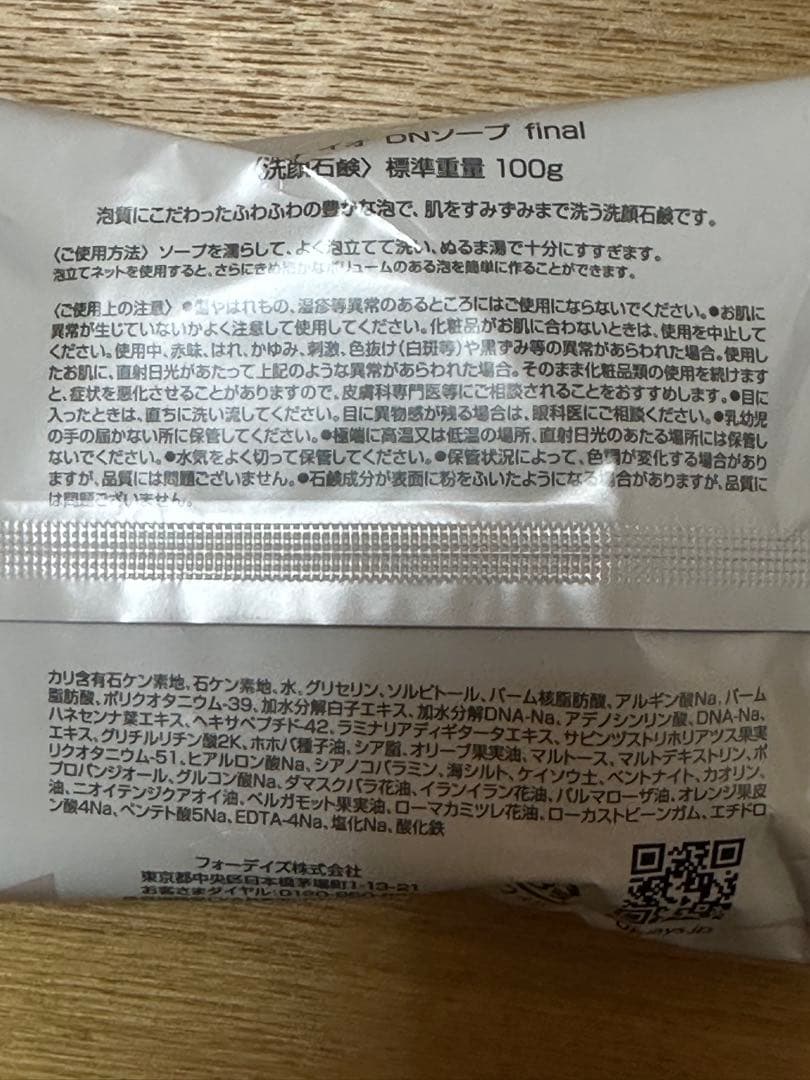 DNソープ final
〈洗顔石鹸〉標準重量 100g
泡質にこだわったふわふわの豊かな泡で、肌をすみずみまで洗う洗顔石鹸です。
〈ご使用方法〉ソープを濡らして、よく泡立てて洗い、ぬるま湯で十分にすすぎます。
泡立てネットを使用すると、さらにきめ細かなボリュームのある泡を簡単に作ることができます。
〈ご使用上の注意〉●傷やはれもの、湿疹等異常のあるところにはご使用にならないでください。●お肌に
異常が生じていないかよく注意して使用してください。化粧品がお肌に合わないときは、使用を中止して
ください。使用中、赤味、はれ、かゆみ、刺激、色抜け(白斑等)や黒ずみ等の異常があらわれた場合。使用し
たお肌に、直射日光があたって上記のような異常があらわれた場合。そのまま化粧品類の使用を続けます
と、症状を悪化させることがありますので、皮膚科専門医等にご相談されることをおすすめします。●目に
入ったときは、直ちに洗い流してください。目に異物感が残る場合は、眼科医にご相談ください。●乳幼児
の手の届かない所に保管してください。●極端に高温又は低温の場所、直射日光のあたる場所には保管し
ないでください。●水気をよく切って保管してください。●保管状況によって、色調が変化する場合があり
ますが、品質には問題ございません。●石鹸成分が表面に粉をふいたようになる場合がありますが、品質に
は問題ございません。
カリ含有石ケン素地、石ケン素地、水、グリセリン、ソルビトール、パーム核脂肪酸、アルギン酸Na、パーム
脂肪酸、ポリクオタニウム-39、加水分解白子エキス、加水分解DNA-Na、アデノシンリン酸、DNA-Na、
ハネセンナ葉エキス、ヘキサペプチド-42、ラミナリアディギタータエキス、サピンヅストリホリアツス果実
エキス、グリチルリチン酸2K、ホホバ種子油、シア脂、オリーブ果実油、マルトース、マルトデキストリン、ポ
リクオタニウム-51、ヒアルロン酸Na、シアノコバラミン、海シルト、ケイソウ土、ベントナイト、カオリン、
プロパンジオール、グルコン酸Na、ダマスクバラ花油、イランイラン花油、パルマローザ油、オレンジ果皮
油、ニオイテンジクアオイ油、ベルガモット果実油、ローマカミツレ花油、ローカストビーンガム、エチドロ
ン酸4Na、ペンテト酸5Na、EDTA-4Na、塩化Na、酸化鉄
フォーデイズ株式会社
東京都中央区日本橋茅場町1-13-21
お客さまダイヤル:0120-960-